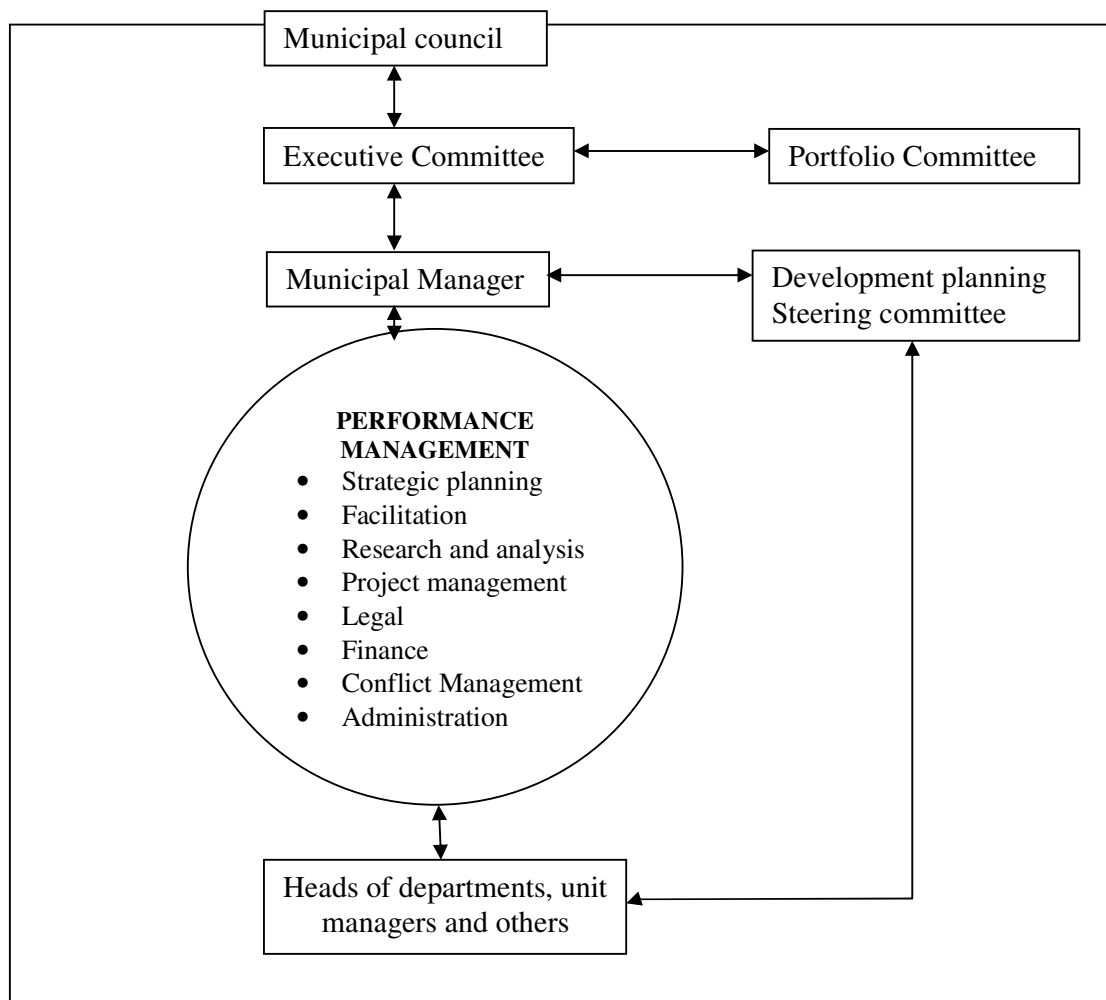 Municipal council
Executive Committee
Portfolio Committee
Municipal Manager
Development planning
Steering committee
PERFORMANCE
MANAGEMENT
• Strategic planning
• Facilitation
• Research and analysis
• Project management
• Legal
• Finance
• Conflict Management
• Administration
Heads of departments, unit
managers and others